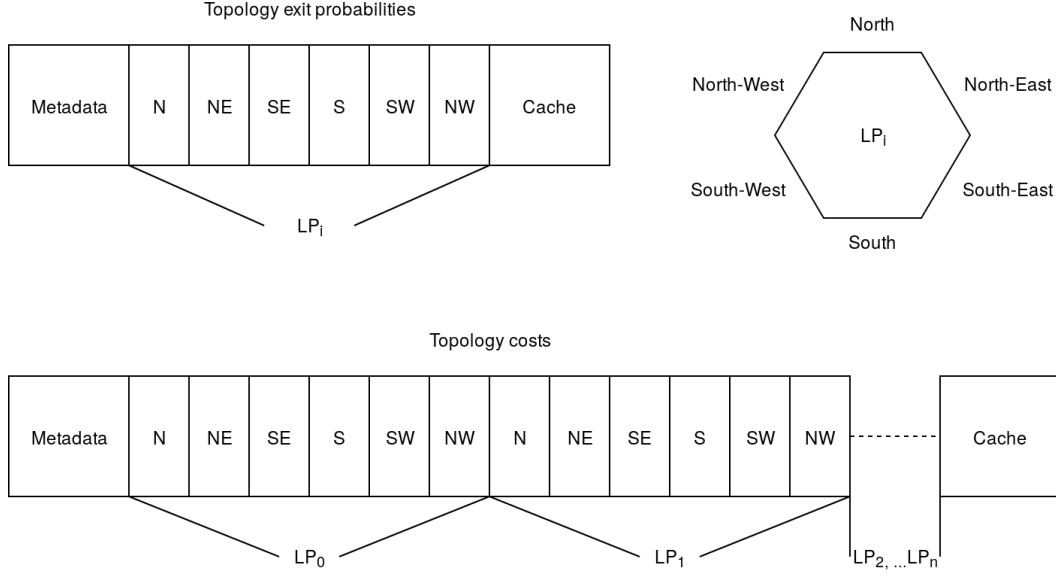 Topology exit probabilities
Metadata N NE SE S SW NW Cache
LPi
North
North-West North-East
LPi
South-West South-East
South
Topology costs
Metadata N NE SE S SW NW N NE SE S SW NW Cache
LP0 LP1 LP2, ...LPn